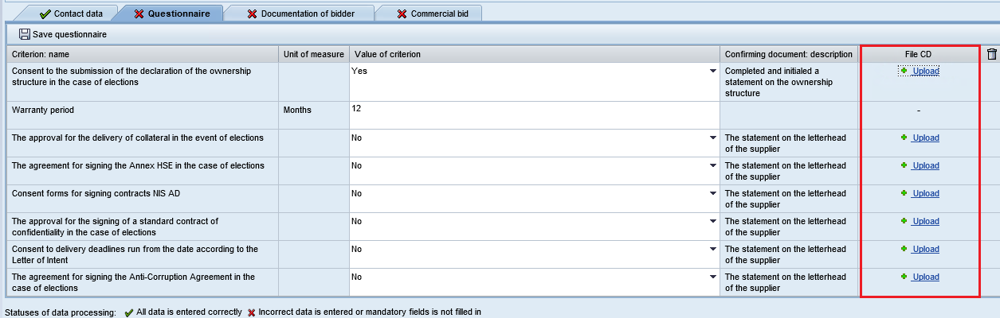 Contact data Questionnaire Documentation of bidder Commercial bid
Save questionnaire
Criterion: name Unit of measure Value of criterion Confirming document: description File CD
Consent to the submission of the declaration of the ownership Yes Completed and initialed a Upload
structure in the case of elections statement on the ownership
structure
Warranty period Months 12 -
The approval for the delivery of collateral in the event of elections No The statement on the letterhead Upload
of the supplier
The agreement for signing the Annex HSE in the case of elections No The statement on the letterhead Upload
of the supplier
Consent forms for signing contracts NIS AD No The statement on the letterhead Upload
of the supplier
The approval for the signing of a standard contract of No The statement on the letterhead Upload
confidentiality in the case of elections of the supplier
Consent to delivery deadlines run from the date according to the No The statement on the letterhead Upload
Letter of Intent of the supplier
The agreement for signing the Anti-Corruption Agreement in the No The statement on the letterhead Upload
case of elections of the supplier
Statuses of data processing: All data is entered correctly Incorrect data is entered or mandatory fields is not filled in